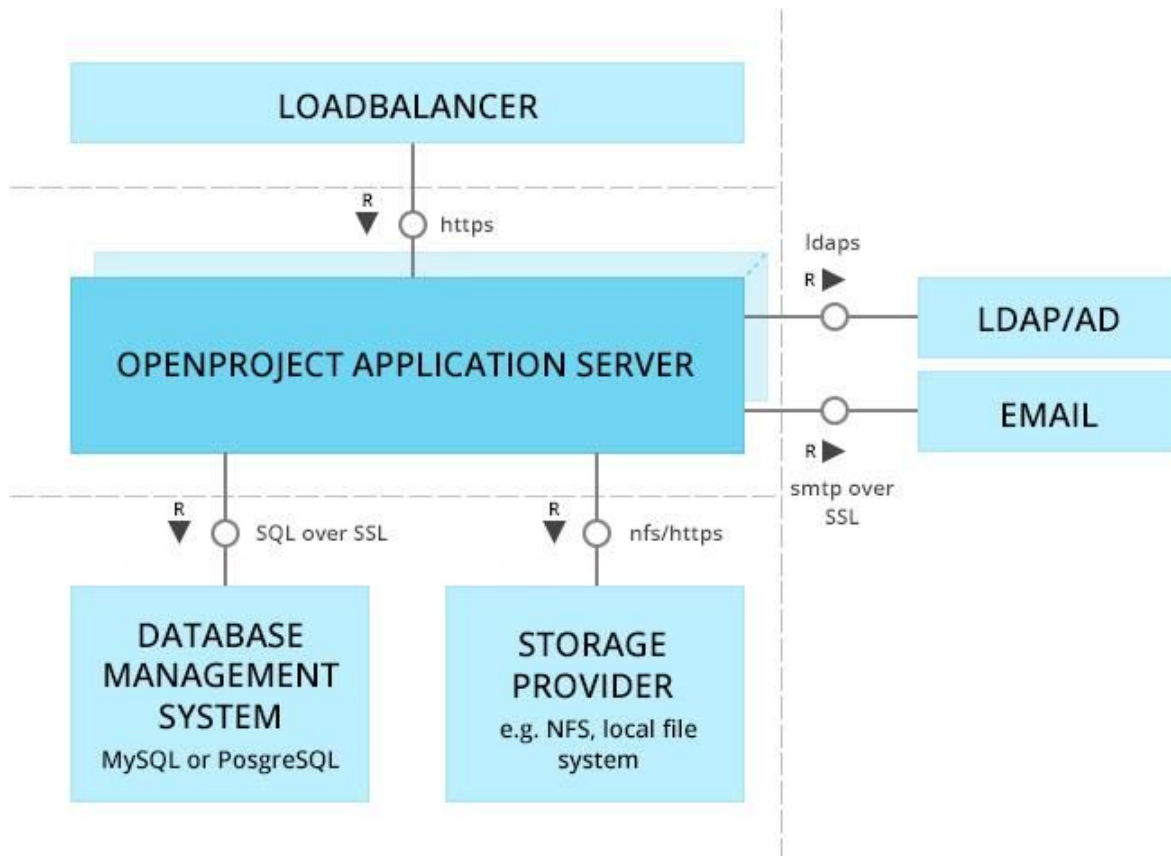 LOADBALANCER
R
https
ldaps
R
LDAP/AD
OPENPROJECT APPLICATION SERVER
EMAIL
R
smtp over
SSL
R
SQL over SSL
R
nfs/https
DATABASE
MANAGEMENT
SYSTEM
MySQL or PosgreSQL
STORAGE
PROVIDER
e.g. NFS, local file
system